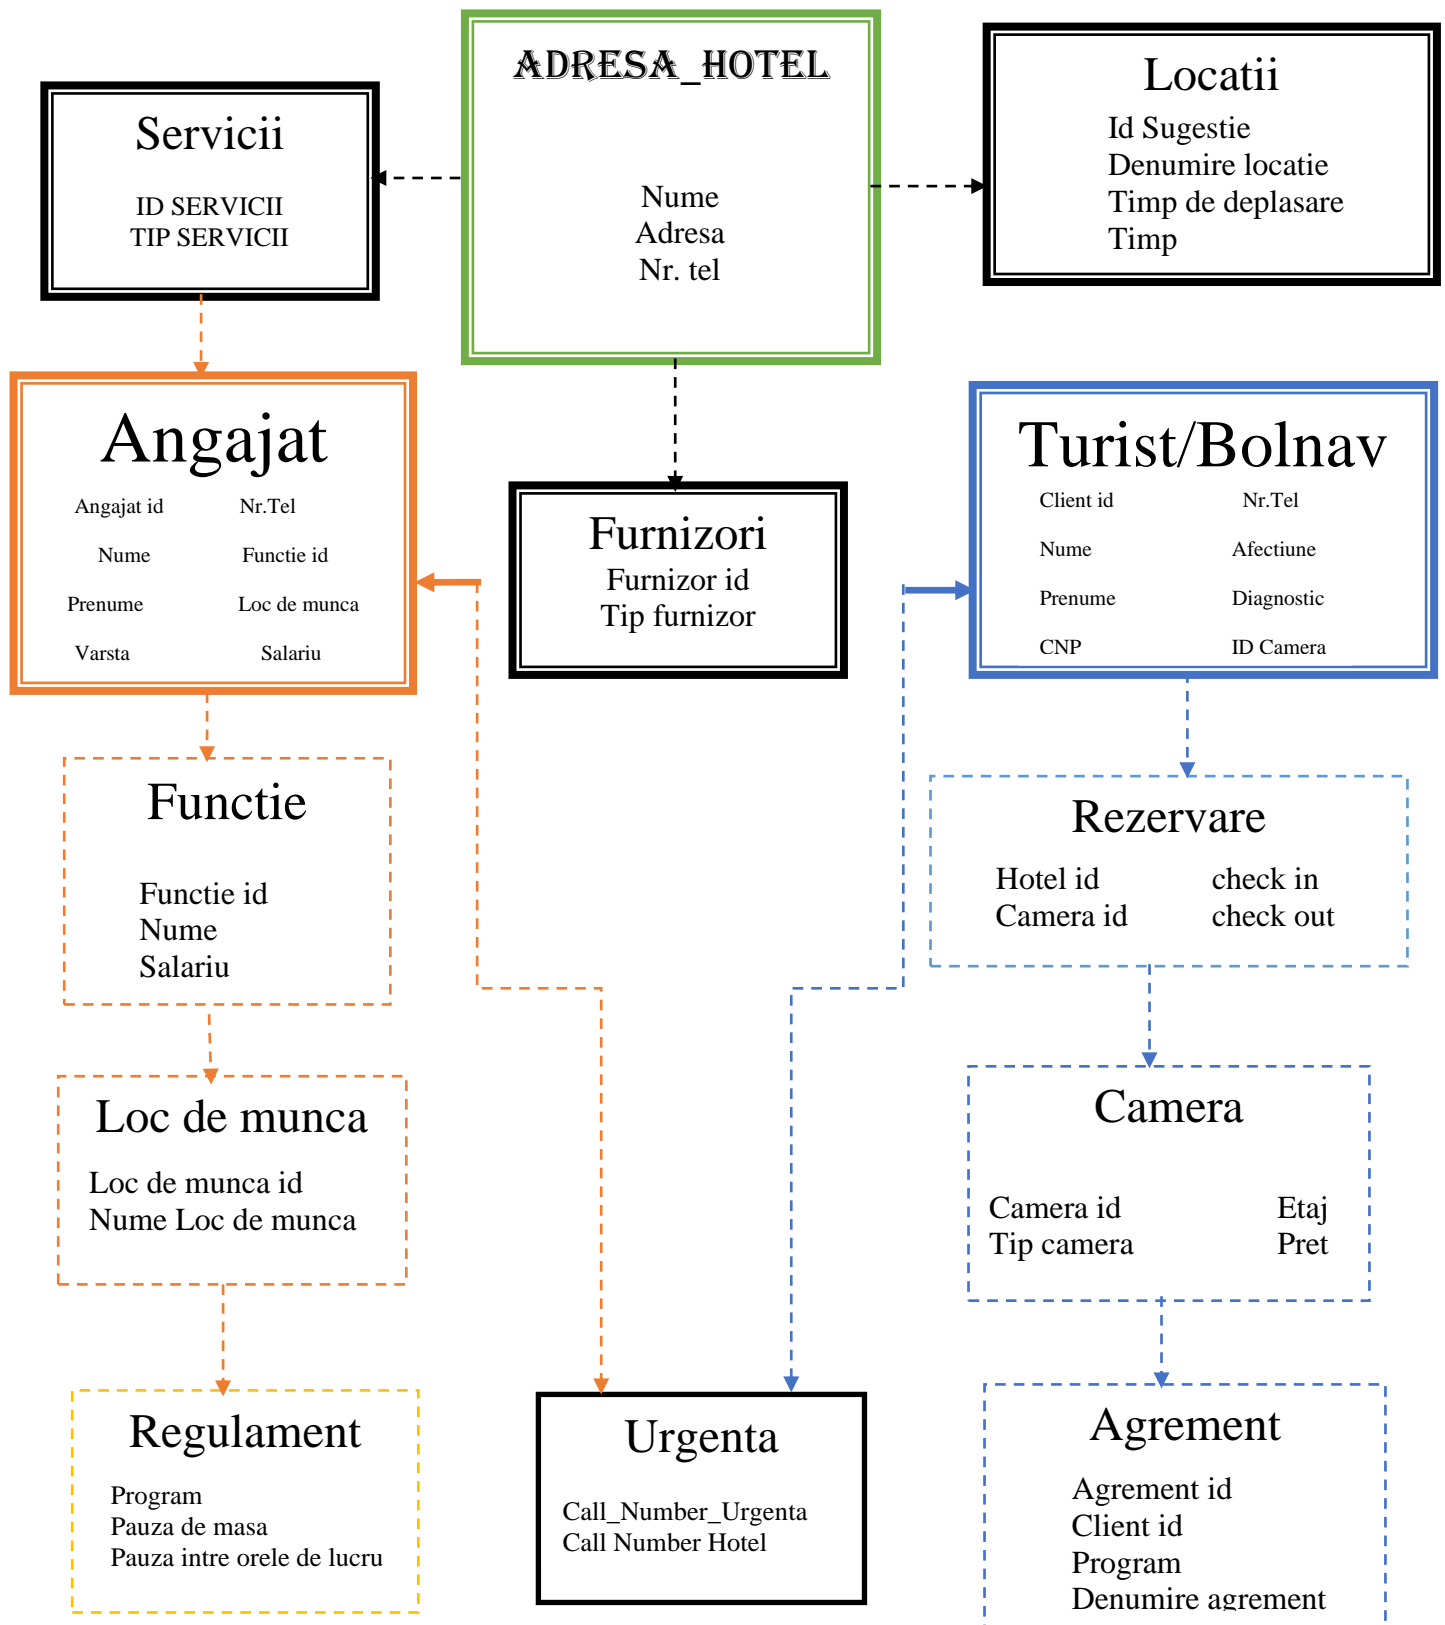 ADRESA_HOTEL
Nume
Adresa
Nr. tel
Servicii
ID SERVICII
TIP SERVICII
Locatii
Id Sugestie
Denumire locatie
Timp de deplasare
Timp
Angajat
Angajat id Nr.Tel
Nume Functie id
Prenume Loc de munca
Varsta Salariu
Furnizori
Furnizor id
Tip furnizor
Turist/Bolnav
Client id Nr.Tel
Nume Afectiune
Prenume Diagnostic
CNP ID Camera
Functie
Functie id
Nume
Salariu
Rezervare
Hotel id check in
Camera id check out
Loc de munca
Loc de munca id
Nume Loc de munca
Camera
Camera id Etaj
Tip camera Pret
Regulament
Program
Pauza de masa
Pauza intre orele de lucru
Urgenta
Call_Number_Urgenta
Call Number Hotel
Agrement
Agrement id
Client id
Program
Denumire agrement